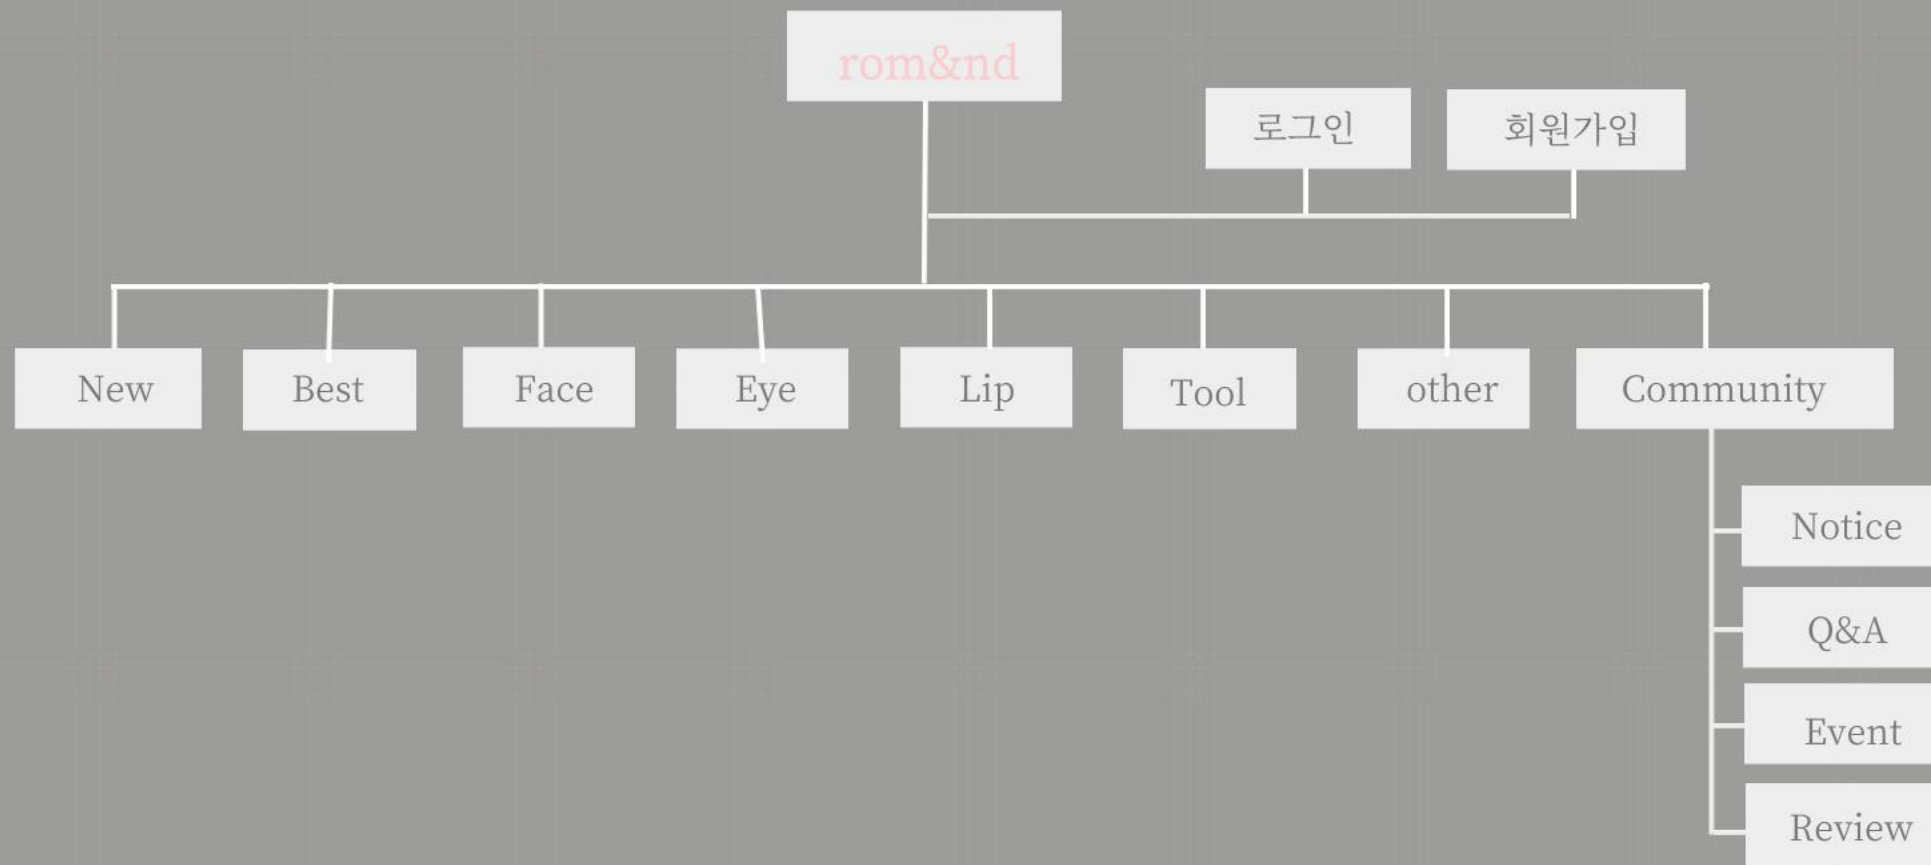 rom&nd
로그인
회원가입
New
Best
Face
Eye
Lip
Tool
other
Community
Notice
Q&A
Event
Review